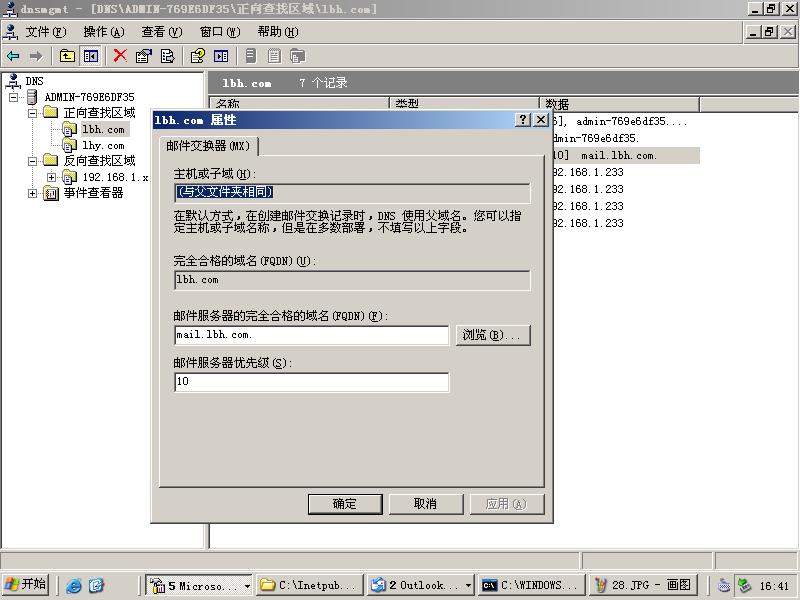 dnsmgmt - [DNS\ADMIN-769E6DF35\正向查找区域\lbh.com]
文件(F) 操作(A) 查看(V) 窗口(W) 帮助(H)
DNS
ADMIN-769E6DF35
正向查找区域
lbh.com
lhy.com
反向查找区域
192.168.1.x
事件查看器
lbh.com 7 个记录
名称 类型 数据
6], admin-769e6df35....
dmin-769e6df35.
10] mail.lbh.com.
92.168.1.233
92.168.1.233
92.168.1.233
92.168.1.233
lbh.com 属性
邮件交换器(MX)
主机或子域(H):
(与父文件夹相同)
在默认方式，在创建邮件交换记录时，DNS 使用父域名。您可以指
定主机或子域名称，但是在多数部署，不填写以上字段。
完全合格的域名(FQDN)(U):
lbh.com
邮件服务器的完全合格的域名(FQDN)(F):
mail.lbh.com.
浏览(B)...
邮件服务器优先级(S):
10
确定 取消 应用(A)
开始 5 Microso... C:\Inetpub... 2 Outlook... C:\WINDOWS... 28.JPG - 画图 16:41